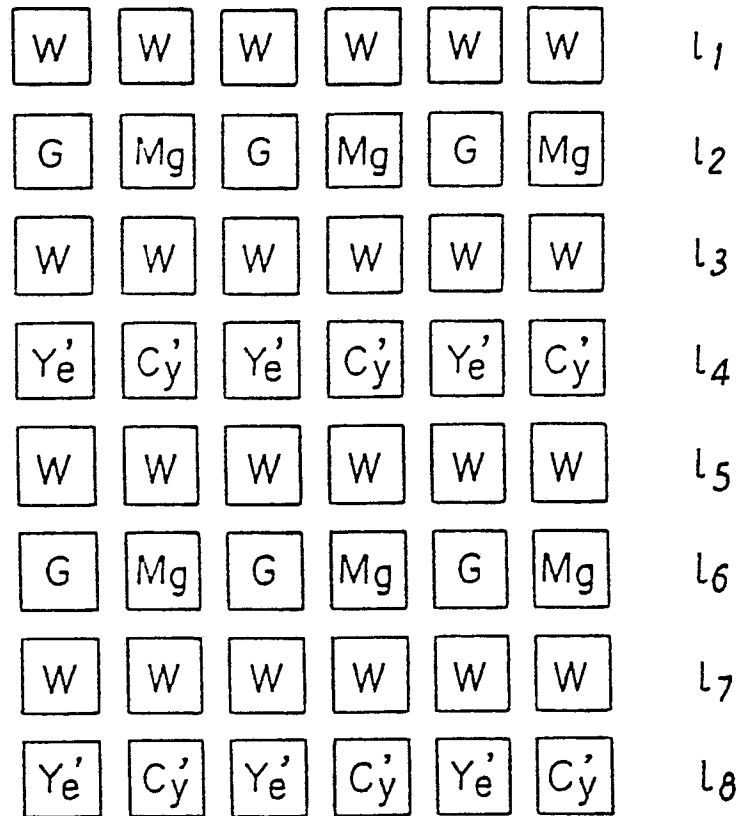 W W W W W W l1
G Mg G Mg G Mg l2
W W W W W W l3
Ye' Cy' Ye' Cy' Ye' Cy' l4
W W W W W W l5
G Mg G Mg G Mg l6
W W W W W W l7
Ye' Cy' Ye' Cy' Ye' Cy' l8